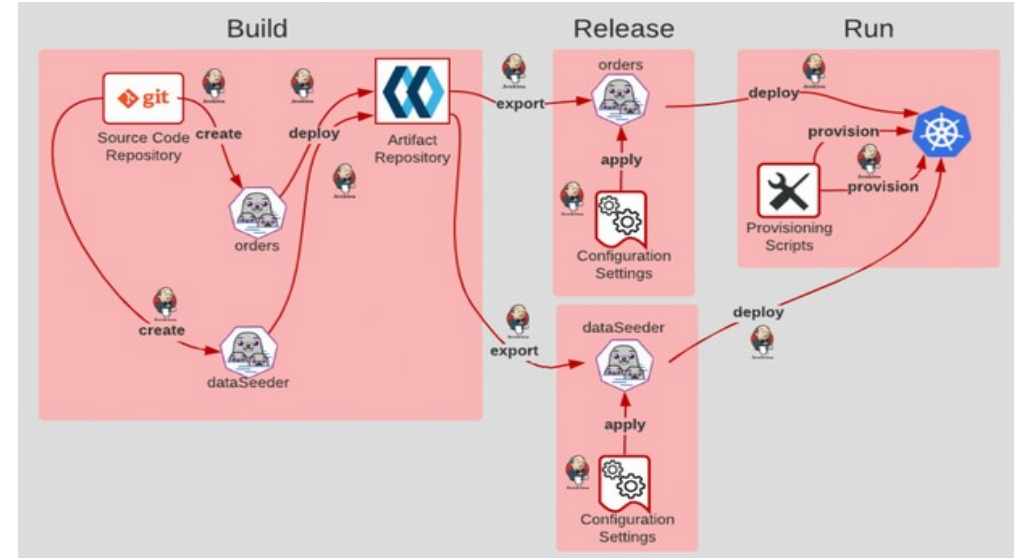 Build
Release
Run
git
Source Code
Repository
create
deploy
Artifact
Repository
orders
create
dataSeeder
export
orders
apply
Configuration
Settings
export
dataSeeder
apply
Configuration
Settings
deploy
provision
provision
Provisioning
Scripts
deploy